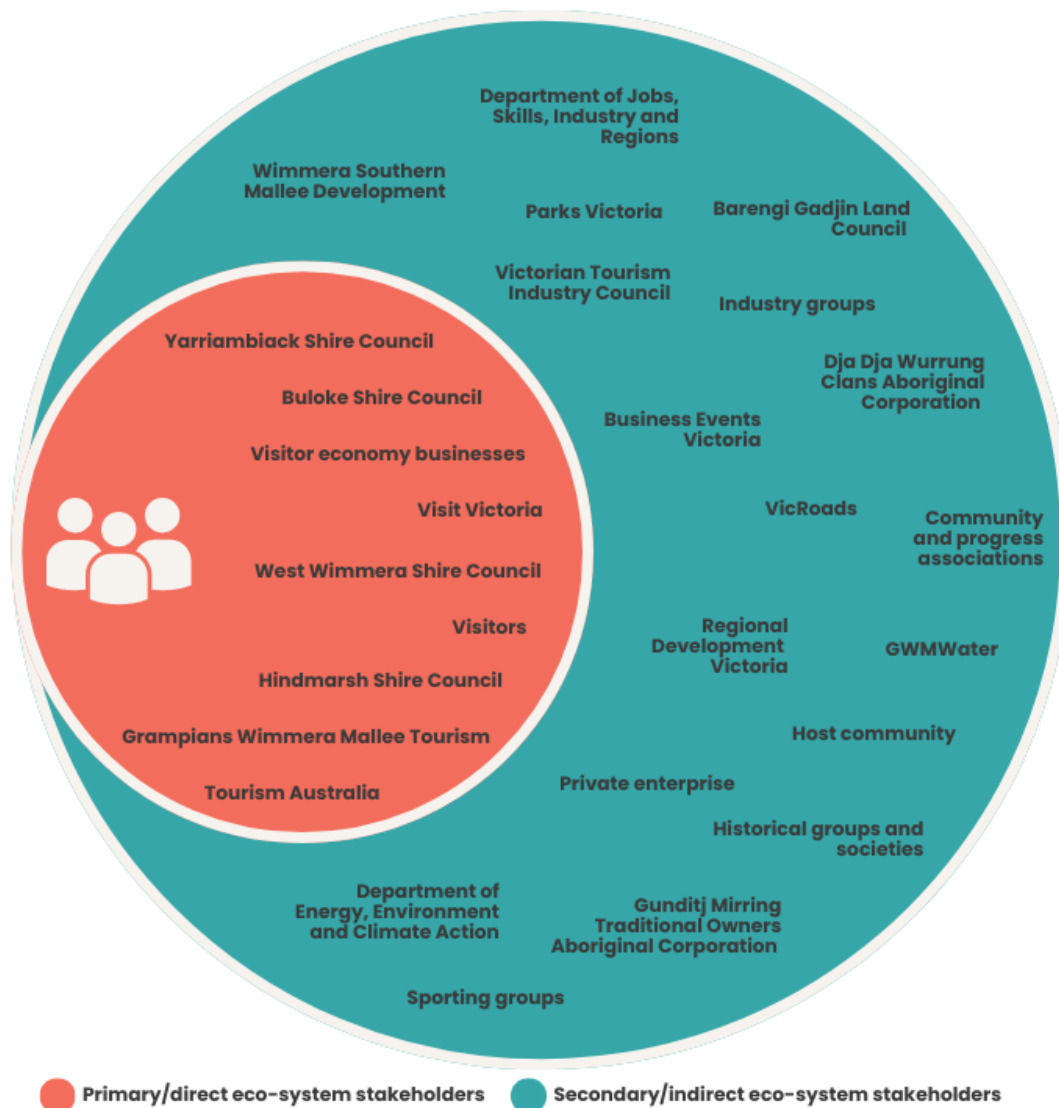 Department of Jobs,
Skills, Industry and
Regions
Wimmera Southern
Mallee Development
Parks Victoria
Barengi Gadjin Land
Council
Victorian Tourism
Industry Council
Industry groups
Yarriambiack Shire Council
Dja Dja Wurrung
Clans Aboriginal
Corporation
Buloke Shire Council
Business Events
Victoria
Visitor economy businesses
Visit Victoria
VicRoads
Community
and progress
associations
West Wimmera Shire Council
Visitors
Regional
Development
Victoria
GWMWater
Hindmarsh Shire Council
Grampians Wimmera Mallee Tourism
Host community
Tourism Australia
Private enterprise
Historical groups and
societies
Department of
Energy, Environment
and Climate Action
Gunditj Mirring
Traditional Owners
Aboriginal Corporation
Sporting groups
Primary/direct eco-system stakeholders
Secondary/indirect eco-system stakeholders